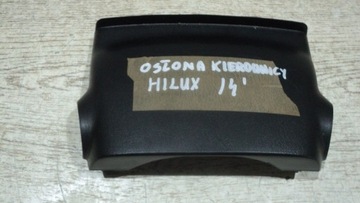 OSŁONA KIEROWNICY
HILUX 14'